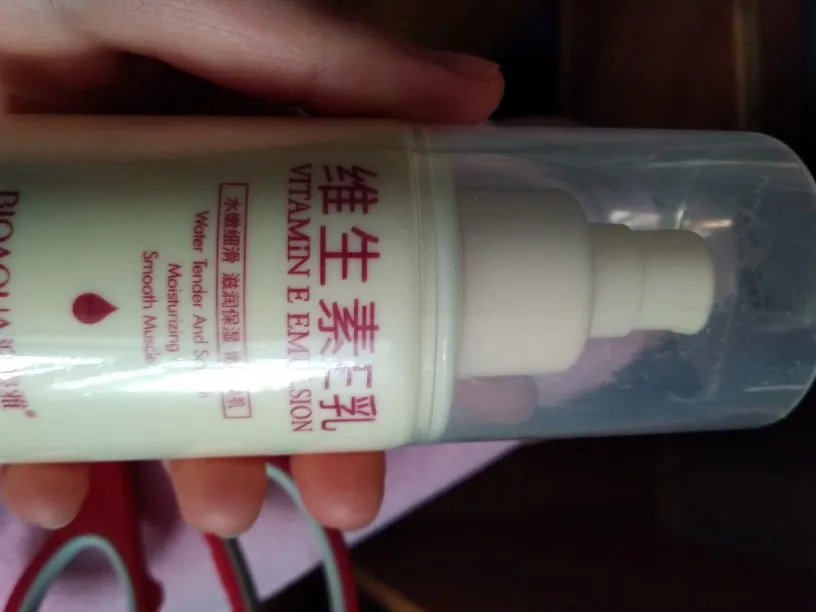 维生素E乳
VITAMIN E EMULSION
水嫩细滑 滋润保湿
Water Tender And
Moisturizing
Smooth
BIOAQUA